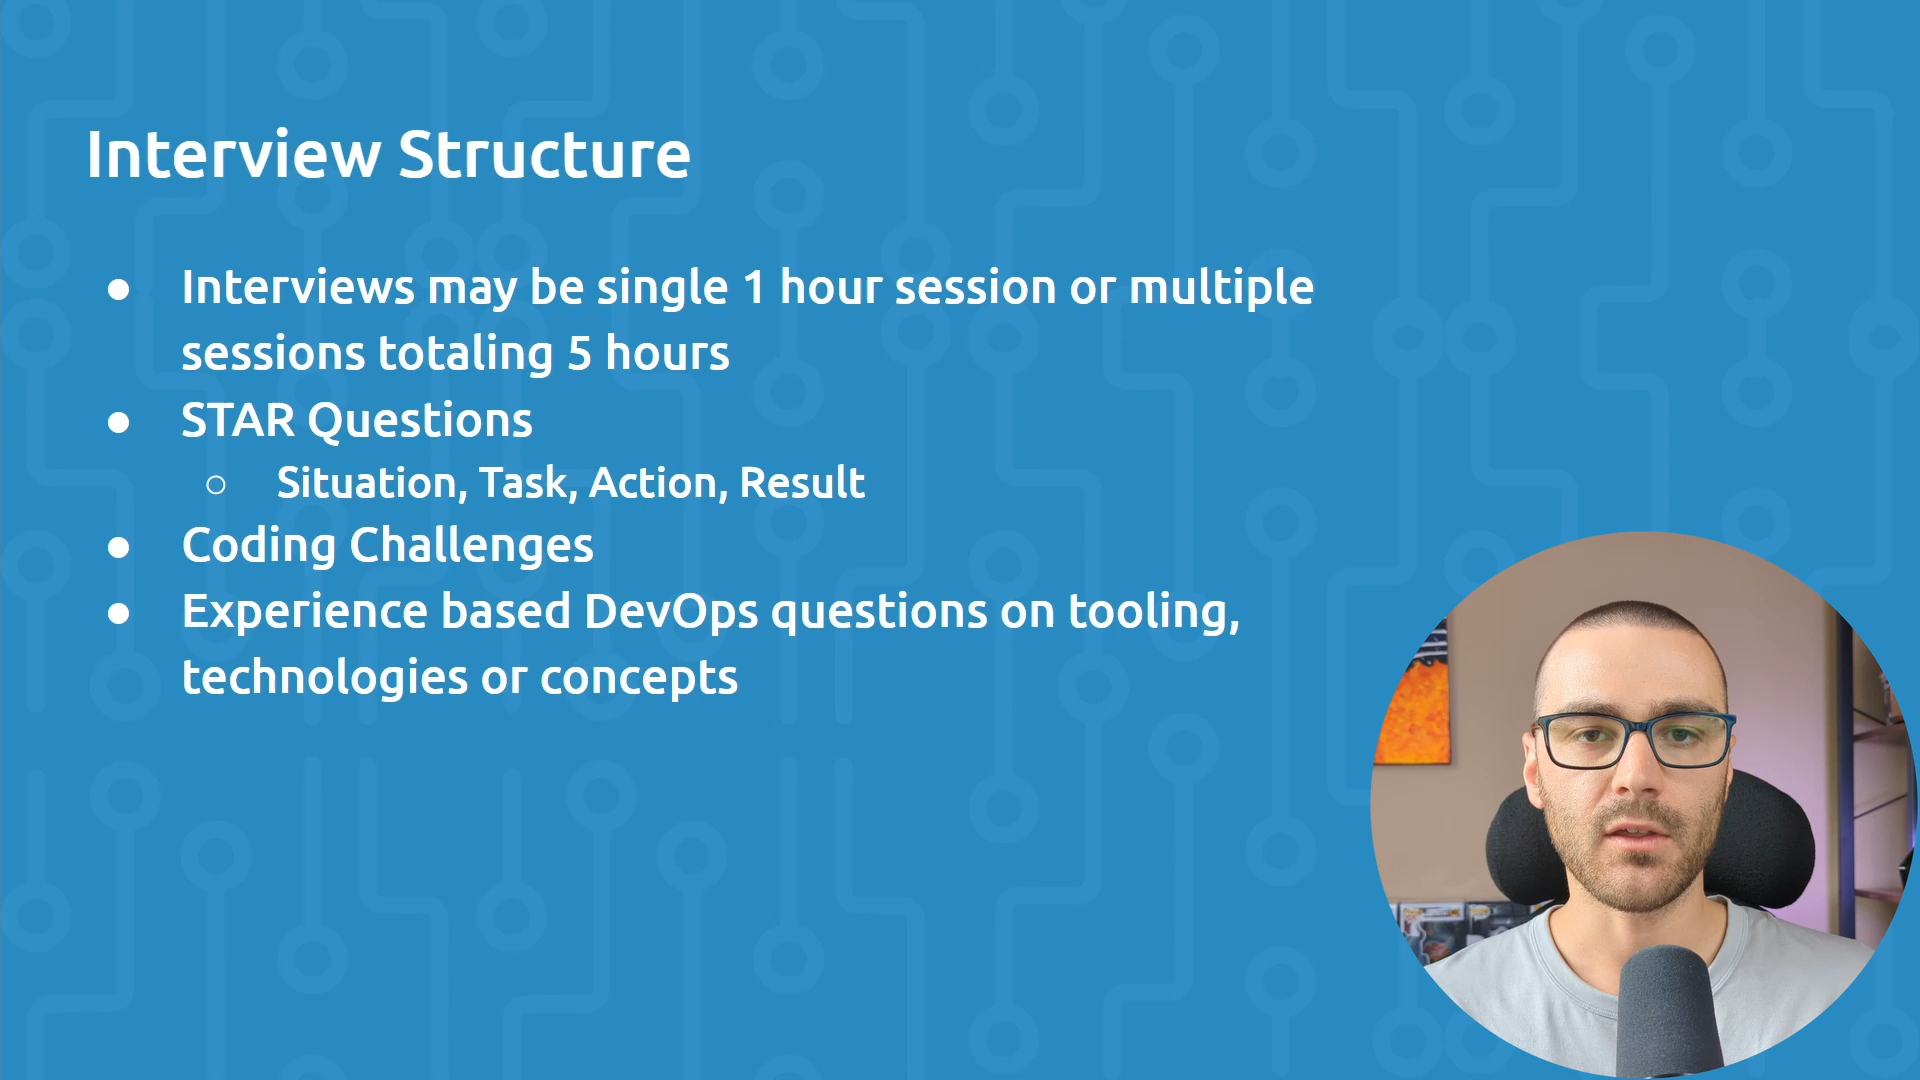 Interview Structure
● Interviews may be single 1 hour session or multiple
sessions totaling 5 hours
● STAR Questions
○ Situation, Task, Action, Result
● Coding Challenges
● Experience based DevOps questions on tooling,
technologies or concepts